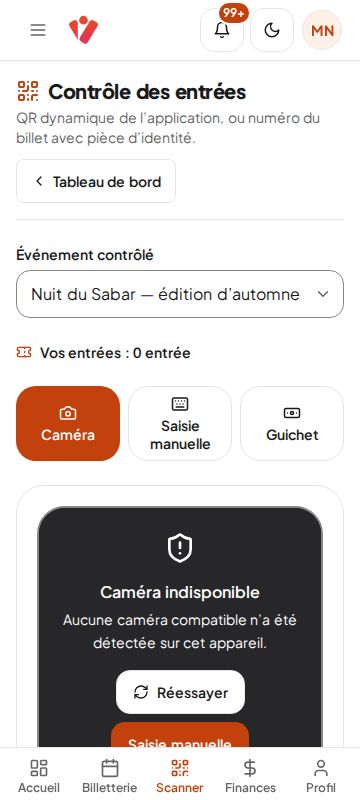 99+
MN
Contrôle des entrées
QR dynamique de l'application, ou numéro du
billet avec pièce d'identité.
Tableau de bord
Événement contrôlé
Nuit du Sabar — édition d'automne
Vos entrées : 0 entrée
Caméra
Saisie
manuelle
Guichet
Caméra indisponible
Aucune caméra compatible n'a été
détectée sur cet appareil.
Réessayer
Saisie manuelle
Accueil
Billetterie
Scanner
Finances
Profil